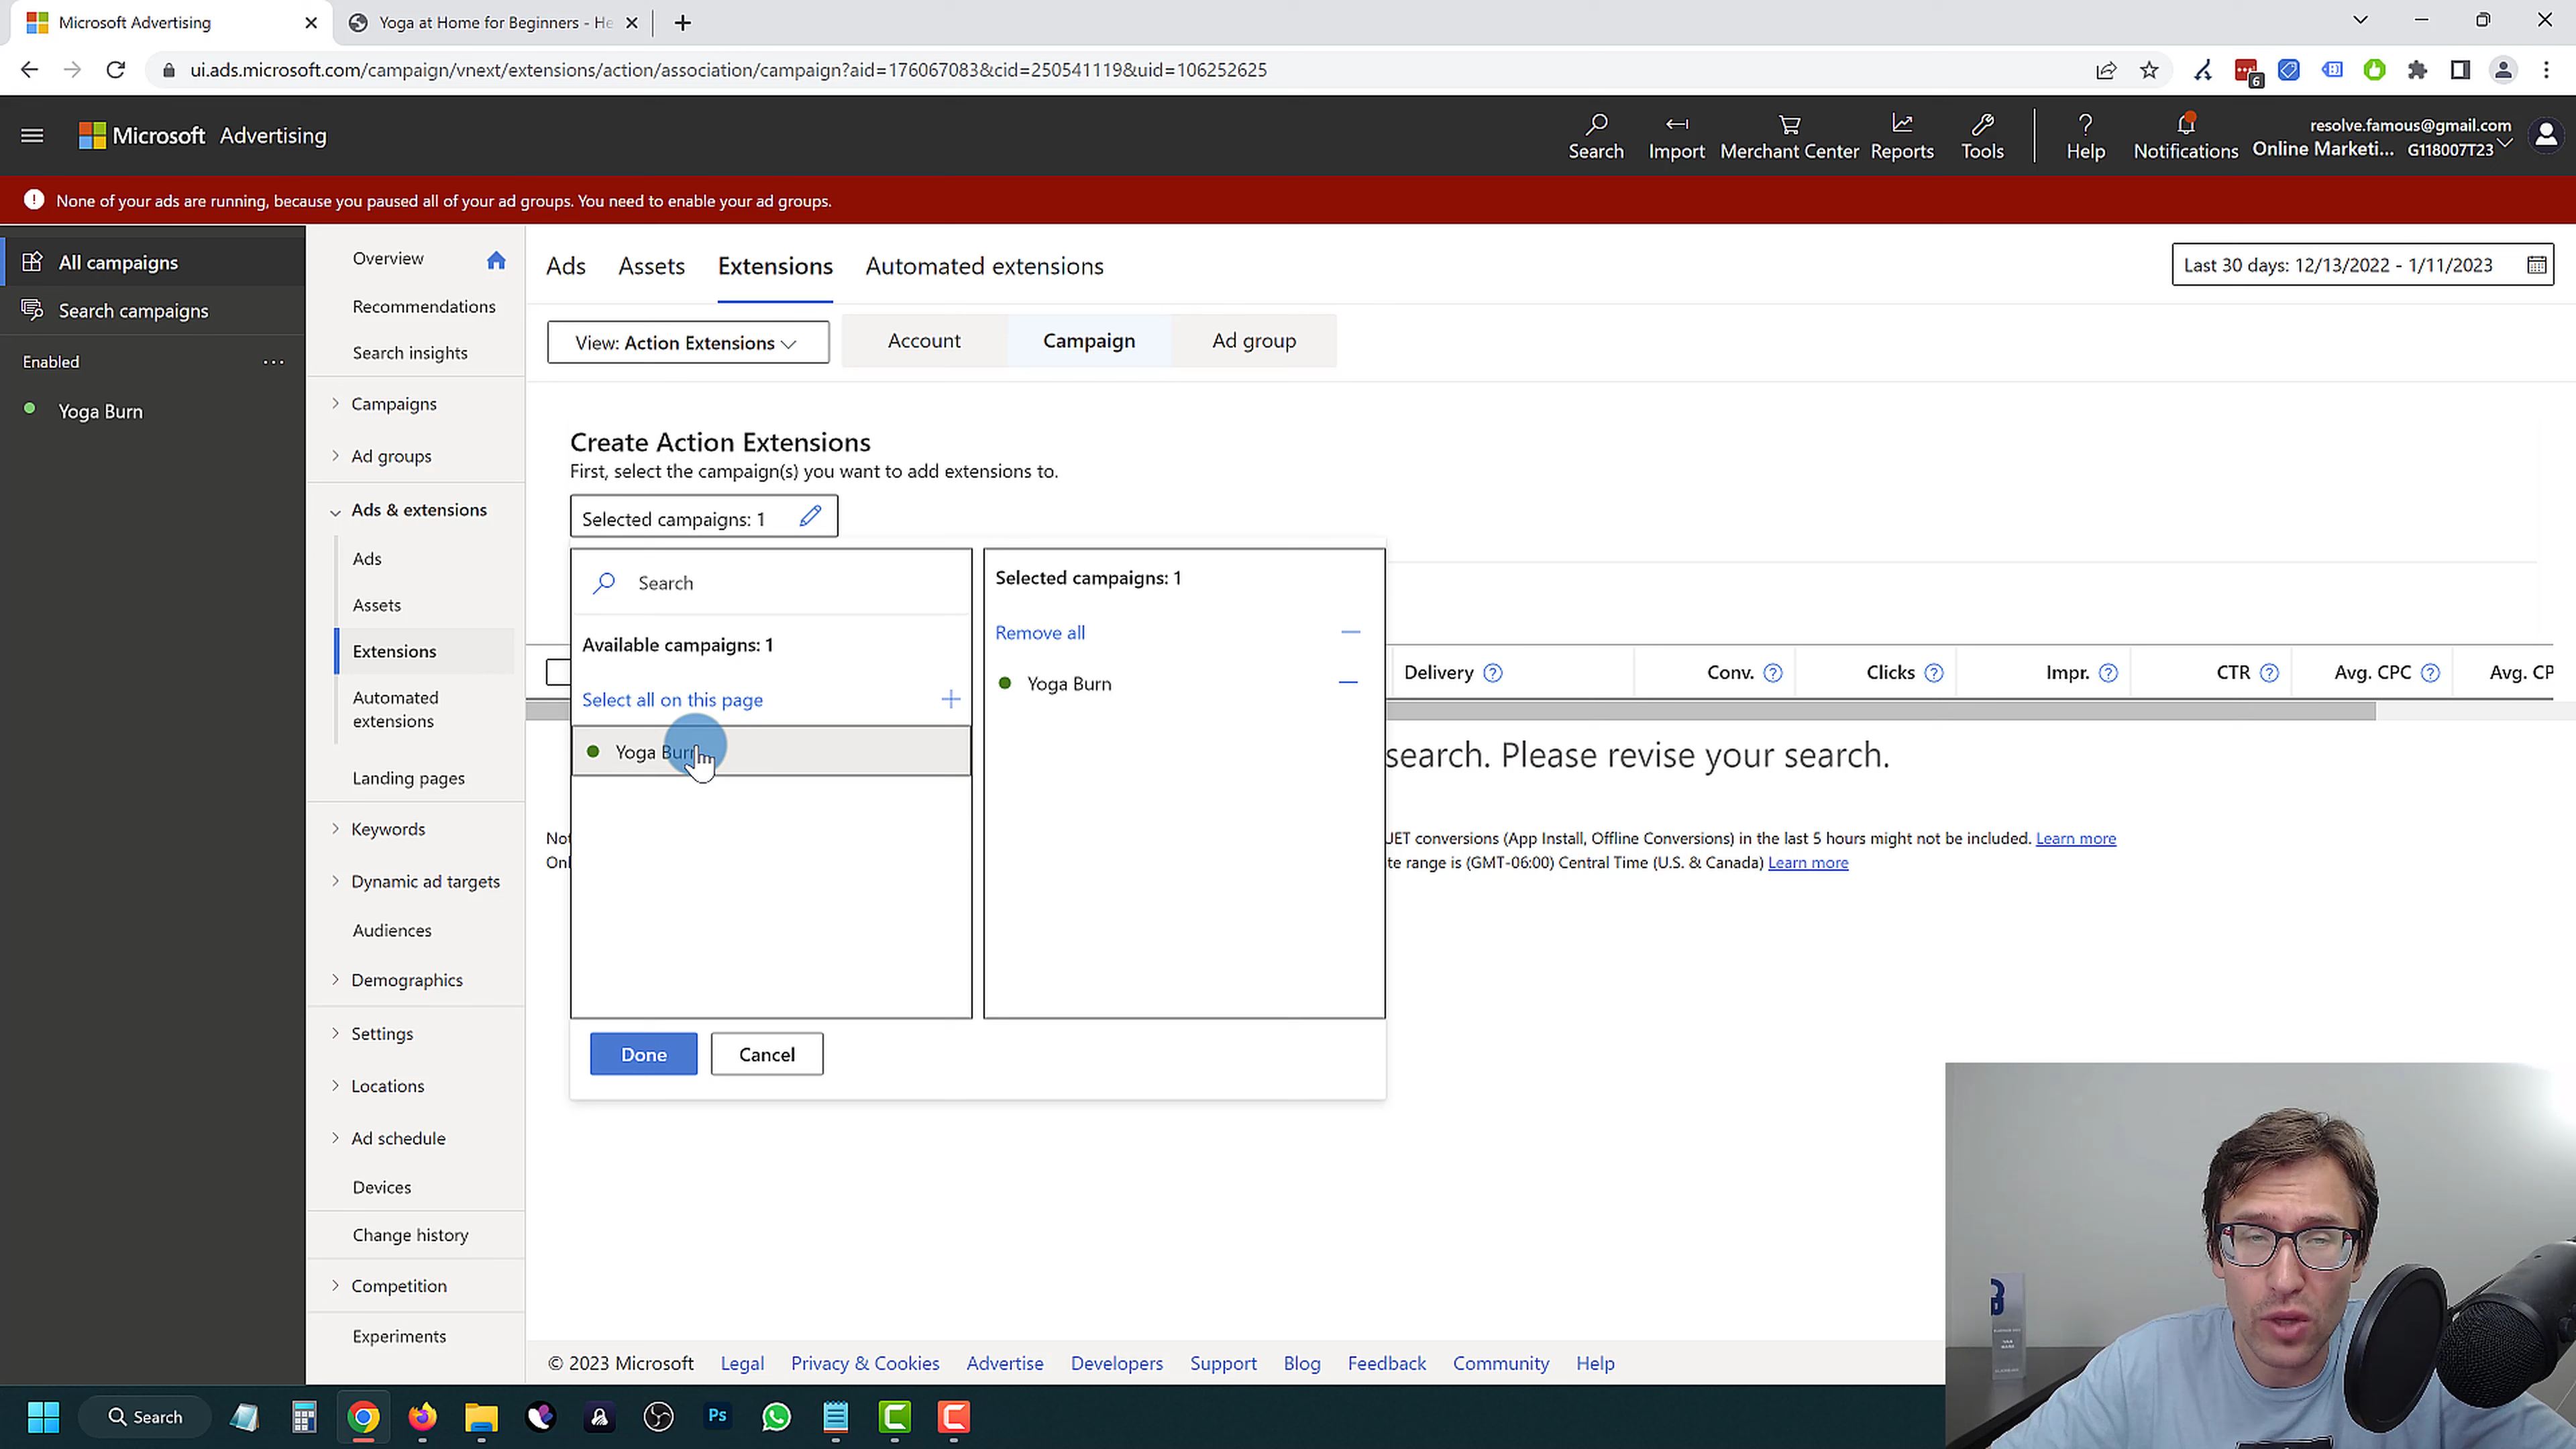 Microsoft Advertising
Yoga at Home for Beginners - He
ui.ads.microsoft.com/campaign/vnext/extensions/action/association/campaign?aid=176067083&cid=250541119&uid=106252625
6
Microsoft Advertising
Search
Import
Merchant Center
Reports
Tools
Help
Notifications
resolve.famous@gmail.com
Online Marketi... G118007T23
None of your ads are running, because you paused all of your ad groups. You need to enable your ad groups.
All campaigns
Search campaigns
Enabled
Yoga Burn
Overview
Recommendations
Search insights
Campaigns
Ad groups
Ads & extensions
Ads
Assets
Extensions
Automated
extensions
Landing pages
Keywords
Dynamic ad targets
Audiences
Demographics
Settings
Locations
Ad schedule
Devices
Change history
Competition
Experiments
Ads Assets Extensions Automated extensions
Last 30 days: 12/13/2022 - 1/11/2023
View: Action Extensions
Account Campaign Ad group
Create Action Extensions
First, select the campaign(s) you want to add extensions to.
Selected campaigns: 1
Search
Available campaigns: 1
Select all on this page
Yoga Burn
Selected campaigns: 1
Remove all
Yoga Burn
Done Cancel
Delivery Conv. Clicks Impr. CTR Avg. CPC Avg. CP
search. Please revise your search.
Not
JET conversions (App Install, Offline Conversions) in the last 5 hours might not be included. Learn more
Onl
te range is (GMT-06:00) Central Time (U.S. & Canada) Learn more
© 2023 Microsoft Legal Privacy & Cookies Advertise Developers Support Blog Feedback Community Help
Search
Ps